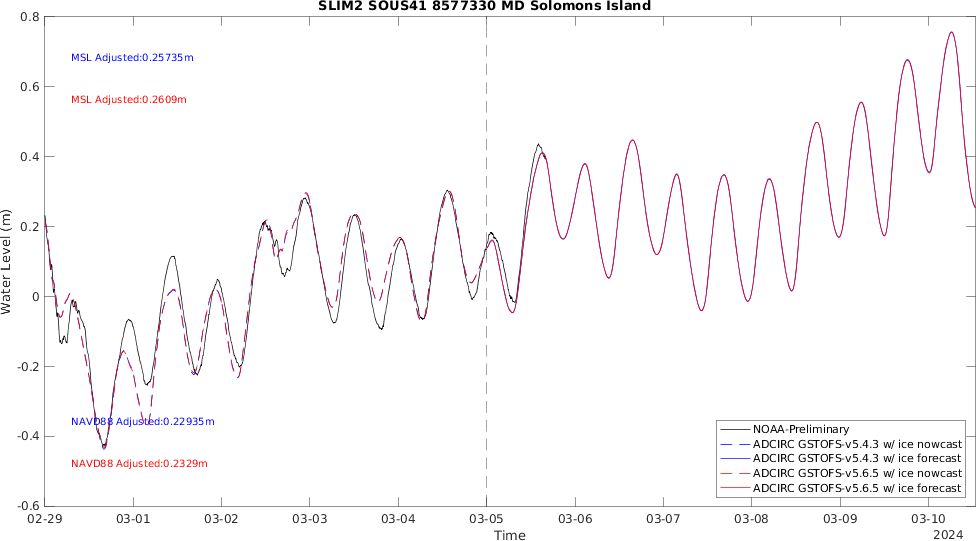 SLIM2 SOUS41 8577330 MD Solomons Island
0.8
0.6
0.4
0.2
0
-0.2
-0.4
-0.6
Water Level (m)
MSL Adjusted:0.25735m
MSL Adjusted:0.2609m
NAVD88 Adjusted:0.22935m
NAVD88 Adjusted:0.2329m
NOAA-Preliminary
ADCIRC GSTOFS-v5.4.3 w/ ice nowcast
ADCIRC GSTOFS-v5.4.3 w/ ice forecast
ADCIRC GSTOFS-v5.6.5 w/ ice nowcast
ADCIRC GSTOFS-v5.6.5 w/ ice forecast
02-29 03-01 03-02 03-03 03-04 03-05 03-06 03-07 03-08 03-09 03-10
Time
2024